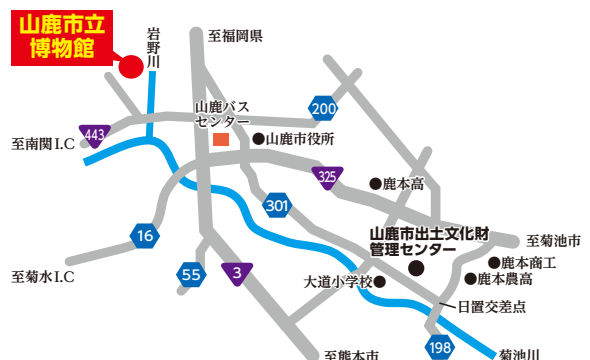 山鹿市立
博物館
岩野川
至福岡県
山鹿バス
センター
200
443
山鹿市役所
至南関I.C
325
鹿本高
301
山鹿市出土文化財
管理センター
16
至菊池市
鹿本商工
至菊水I.C
55
3
大道小学校
鹿本農高
日置交差点
198
至熊本市
菊池川